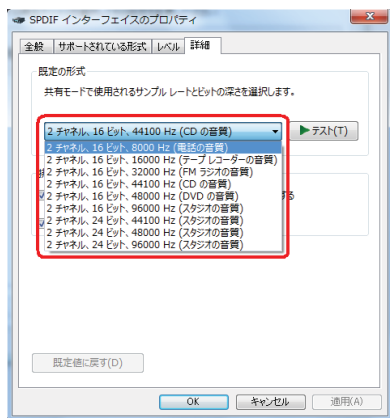 SPDIF インターフェイスのプロパティ
全般 サポートされている形式 レベル 詳細
既定の形式
共有モードで使用されるサンプル レートとビットの深さを選択します。
2 チャネル、16 ビット、44100 Hz (CD の音質)
テスト(T)
2 チャネル、16 ビット、8000 Hz (電話の音質)
2 チャネル、16 ビット、16000 Hz (テープ レコーダーの音質)
2 チャネル、16 ビット、32000 Hz (FM ラジオの音質)
2 チャネル、16 ビット、44100 Hz (CD の音質)
2 チャネル、16 ビット、48000 Hz (DVD の音質)
2 チャネル、16 ビット、96000 Hz (スタジオの音質)
2 チャネル、24 ビット、44100 Hz (スタジオの音質)
2 チャネル、24 ビット、48000 Hz (スタジオの音質)
2 チャネル、24 ビット、96000 Hz (スタジオの音質)
する
既定値に戻す(D)
OK キャンセル 適用(A)